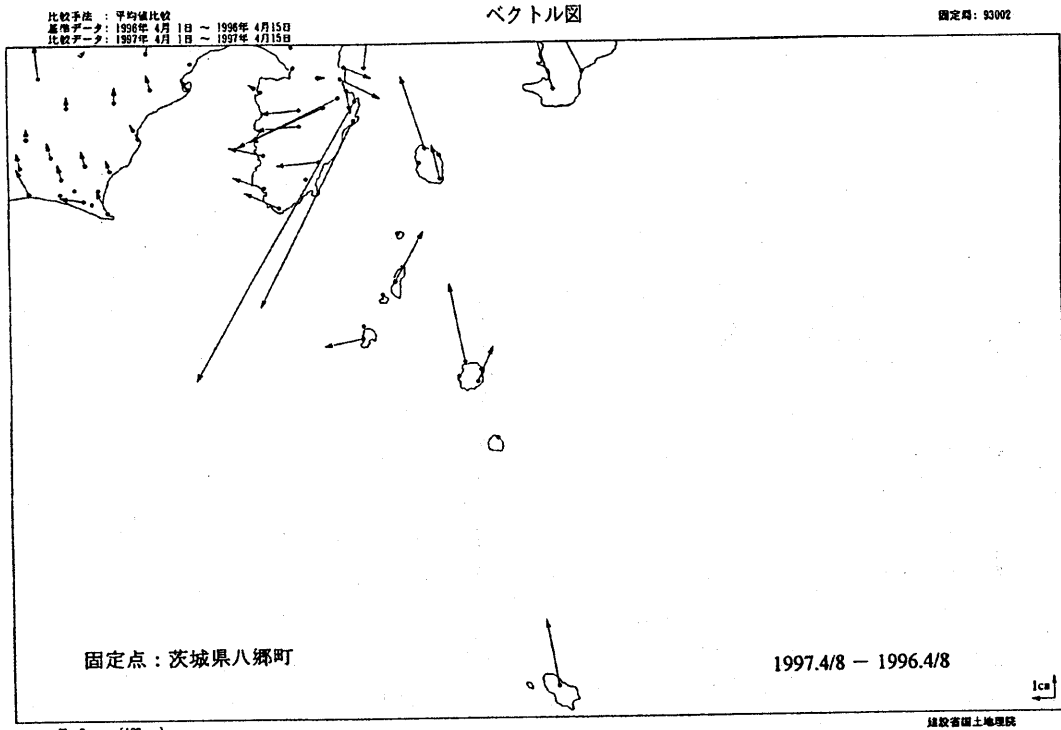 比較手法 : 平均値比較
基準データ: 1996年 4月 1日 ～ 1996年 4月15日
比較データ: 1997年 4月 1日 ～ 1997年 4月15日
ベクトル図
固定局: 93002
固定点：茨城県八郷町
1997.4/8 － 1996.4/8
1cm
建設省国土地理院